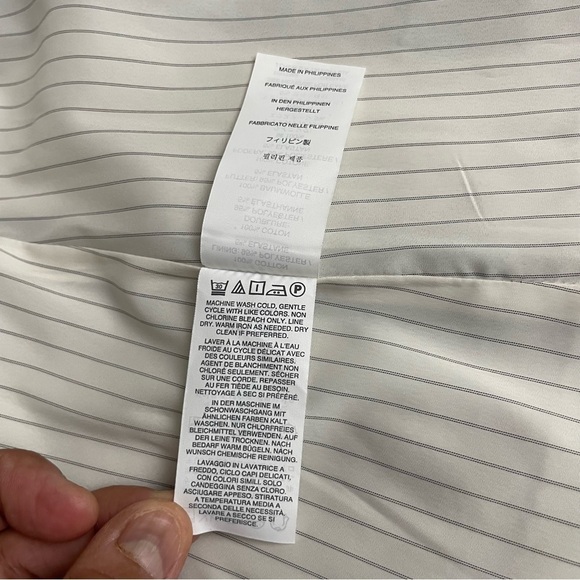 MADE IN PHILIPPINES
FABRIQUÉ AUX PHILIPPINES
IN DEN PHILIPPINEN
HERGESTELLT
FABBRICATO NELLE FILIPPINE
フィリピン製
필리핀 제품
30
P
MACHINE WASH COLD, GENTLE
CYCLE WITH LIKE COLORS. NON
CHLORINE BLEACH ONLY. LINE
DRY. WARM IRON AS NEEDED. DRY
CLEAN IF PREFERRED.
LAVER À LA MACHINE À L'EAU
FROIDE AU CYCLE DÉLICAT AVEC
DES COULEURS SIMILAIRES.
AGENT DE BLANCHIMENT NON
CHLORÉ SEULEMENT. SÉCHER
SUR UNE CORDE. REPASSER
AU FER TIÈDE AU BESOIN.
NETTOYAGE À SEC SI PRÉFÉRÉ.
IN DER MASCHINE IM
SCHONWASCHGANG MIT
ÄHNLICHEN FARBEN KALT
WASCHEN. NUR CHLORFREIES
BLEICHMITTEL VERWENDEN. AUF
DER LEINE TROCKNEN. NACH
BEDARF WARM BÜGELN, NACH
WUNSCH CHEMISCHE REINIGUNG.
LAVAGGIO IN LAVATRICE A
FREDDO, CICLO CAPI DELICATI,
CON COLORI SIMILI. SOLO
CANDEGGINA SENZA CLORO.
ASCIUGARE APPESO. STIRATURA
A TEMPERATURA MEDIA A
SECONDA DELLE NECESSITÀ.
LAVARE A SECCO SE SI
PREFERISCE.